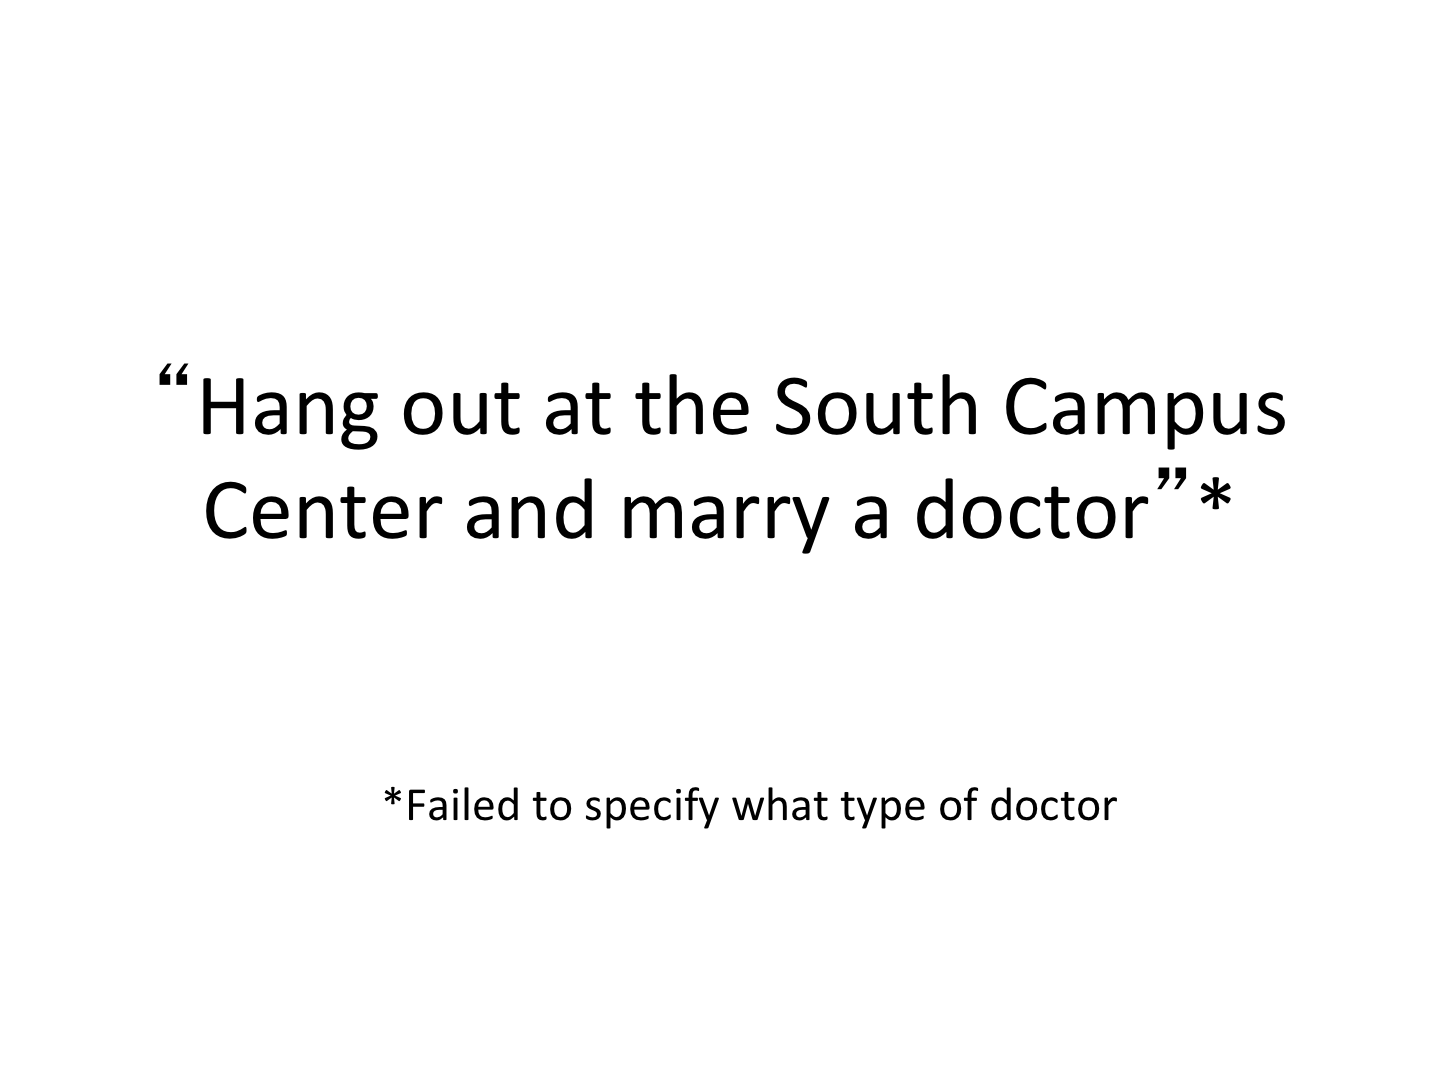 “Hang out at the South Campus
Center and marry a doctor”*
*Failed to specify what type of doctor